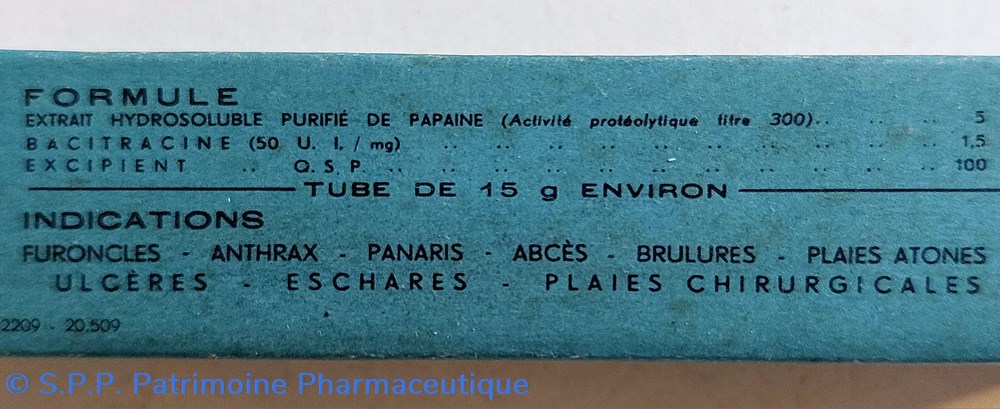 FORMULE
EXTRAIT HYDROSOLUBLE PURIFIÉ DE PAPAINE (Activité protéolytique titre 300).. .. .. 5
BACITRACINE (50 U. I./mg) .. .. .. .. .. .. .. .. .. .. 1,5
EXCIPIENT .. Q.S.P. .. .. .. .. .. .. .. .. .. .. 100
TUBE DE 15 g ENVIRON
INDICATIONS
FURONCLES - ANTHRAX - PANARIS - ABCÈS - BRULURES - PLAIES ATONES
ULCÈRES - ESCHARES - PLAIES CHIRURGICALES
2209 - 20.509
© S.P.P. Patrimoine Pharmaceutique